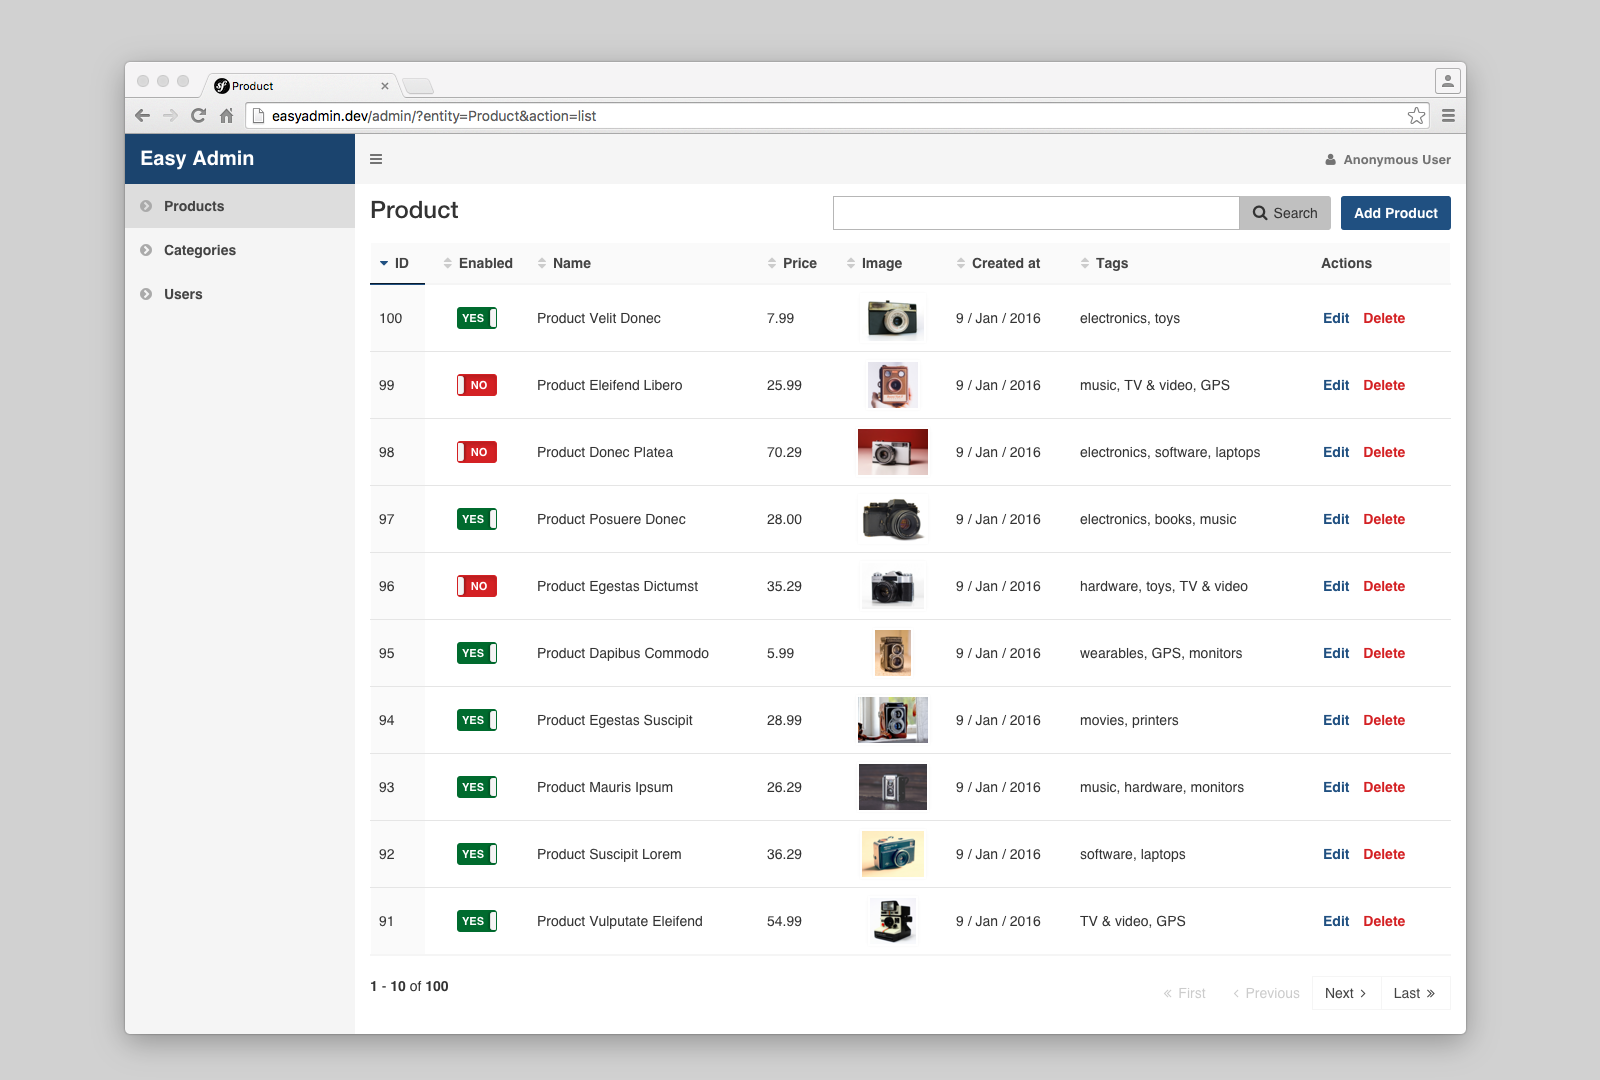 Product
easyadmin.dev/admin/?entity=Product&action=list
Easy Admin
Anonymous User
Products
Categories
Users
Product
Search
Add Product
ID Enabled Name Price Image Created at Tags Actions
100 YES Product Velit Donec 7.99 9 / Jan / 2016 electronics, toys Edit Delete
99 NO Product Eleifend Libero 25.99 9 / Jan / 2016 music, TV & video, GPS Edit Delete
98 NO Product Donec Platea 70.29 9 / Jan / 2016 electronics, software, laptops Edit Delete
97 YES Product Posuere Donec 28.00 9 / Jan / 2016 electronics, books, music Edit Delete
96 NO Product Egestas Dictumst 35.29 9 / Jan / 2016 hardware, toys, TV & video Edit Delete
95 YES Product Dapibus Commodo 5.99 9 / Jan / 2016 wearables, GPS, monitors Edit Delete
94 YES Product Egestas Suscipit 28.99 9 / Jan / 2016 movies, printers Edit Delete
93 YES Product Mauris Ipsum 26.29 9 / Jan / 2016 music, hardware, monitors Edit Delete
92 YES Product Suscipit Lorem 36.29 9 / Jan / 2016 software, laptops Edit Delete
91 YES Product Vulputate Eleifend 54.99 9 / Jan / 2016 TV & video, GPS Edit Delete
1 - 10 of 100
« First ‹ Previous Next › Last »